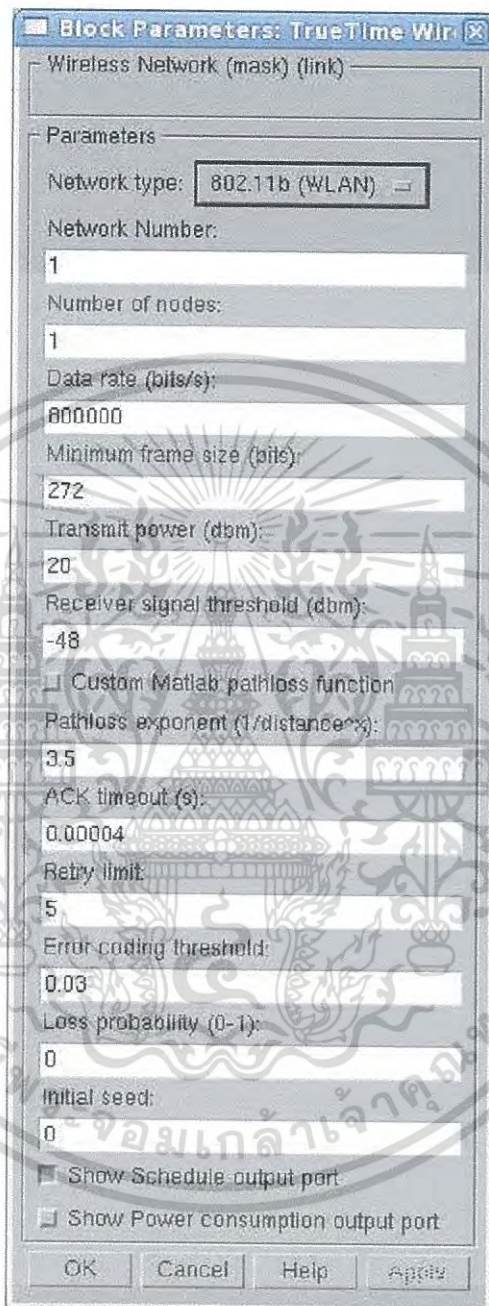 Block Parameters: TrueTime Wir
Wireless Network (mask) (link)
Parameters
Network type: 802.11b (WLAN)
Network Number:
1
Number of nodes:
1
Data rate (bits/s):
800000
Minimum frame size (bits):
272
Transmit power (dbm):
20
Receiver signal threshold (dbm):
-48
Custom Matlab pathloss function
Pathloss exponent (1/distance^x):
3.5
ACK timeout (s):
0.00004
Retry limit:
5
Error coding threshold:
0.03
Loss probability (0-1):
0
Initial seed:
0
Show Schedule output port
Show Power consumption output port
OK Cancel Help Apply